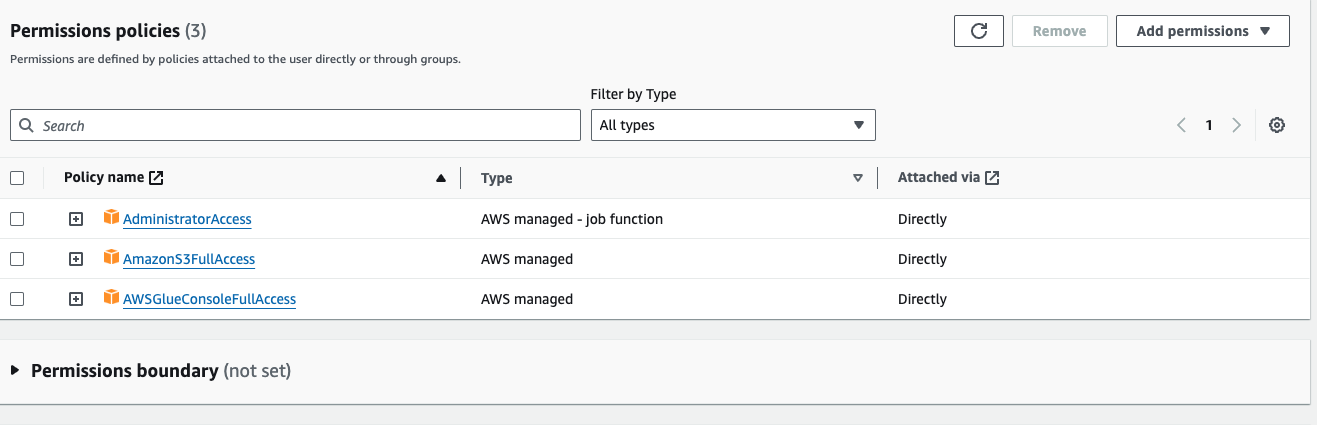 Permissions policies (3)
Remove
Add permissions
Permissions are defined by policies attached to the user directly or through groups.
Filter by Type
Search
All types
1
Policy name
Type
Attached via
AdministratorAccess
AWS managed - job function
Directly
AmazonS3FullAccess
AWS managed
Directly
AWSGlueConsoleFullAccess
AWS managed
Directly
Permissions boundary (not set)